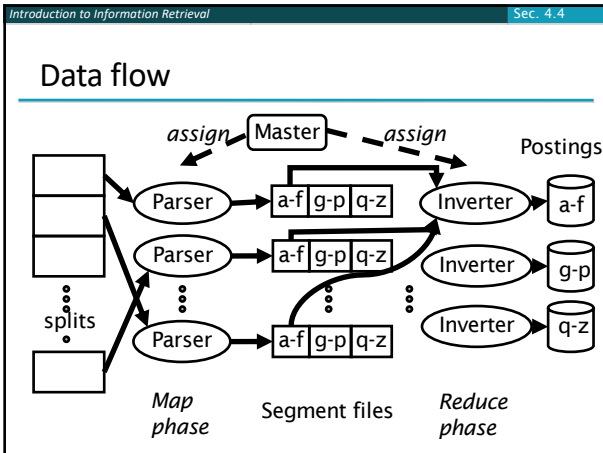 Introduction to Information Retrieval
Sec. 4.4
Data flow
assign Master assign
Postings
Parser a-f g-p q-z Inverter a-f
Parser a-f g-p q-z Inverter g-p
splits
Parser a-f g-p q-z Inverter q-z
Map phase
Segment files
Reduce phase